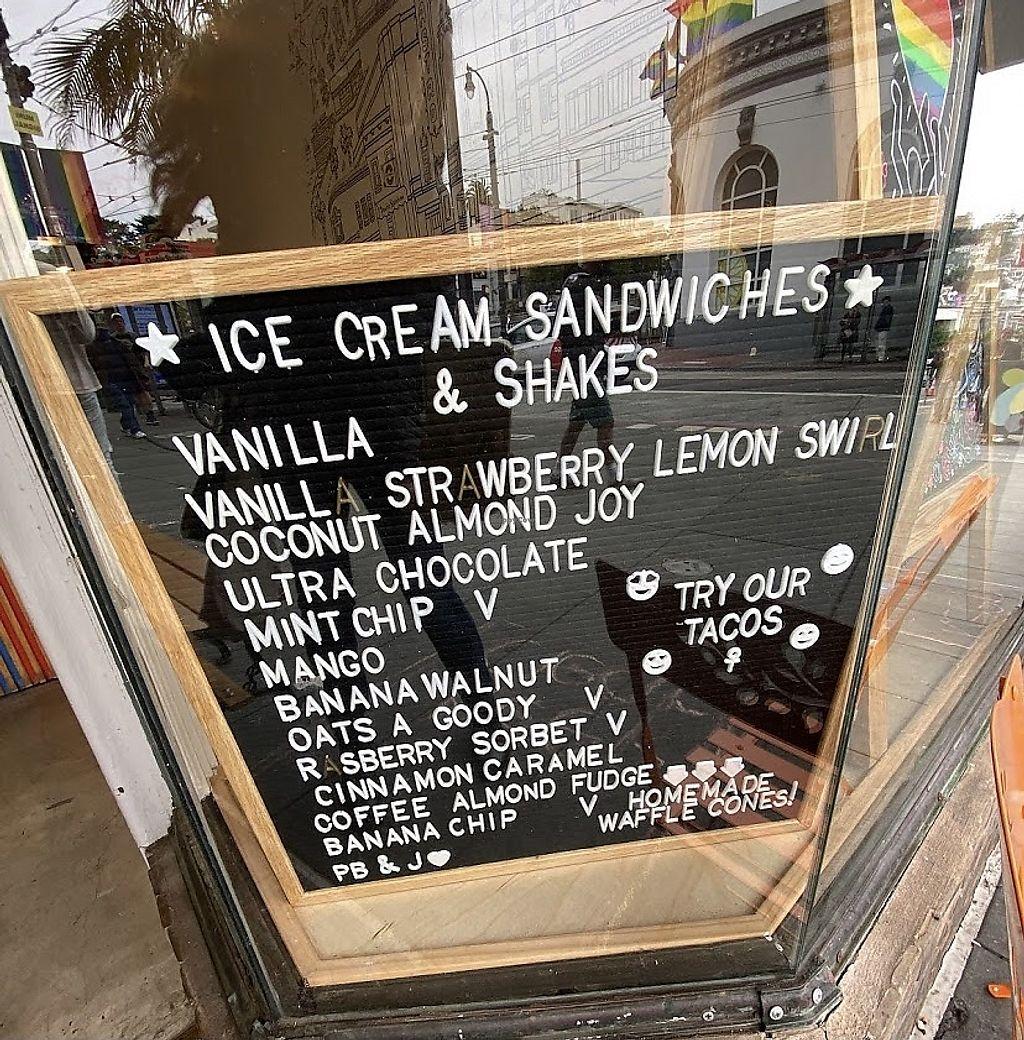 ICE CREAM SANDWICHES
& SHAKES
VANILLA
VANILLA STRAWBERRY LEMON SWIRL
COCONUT ALMOND JOY
ULTRA CHOCOLATE
MINT CHIP V
MANGO
BANANA WALNUT
OATS A GOODY V
RASBERRY SORBET V
CINNAMON CARAMEL
COFFEE ALMOND FUDGE
BANANA CHIP V
PB & J
TRY OUR
TACOS
HOMEMADE
WAFFLE CONES!